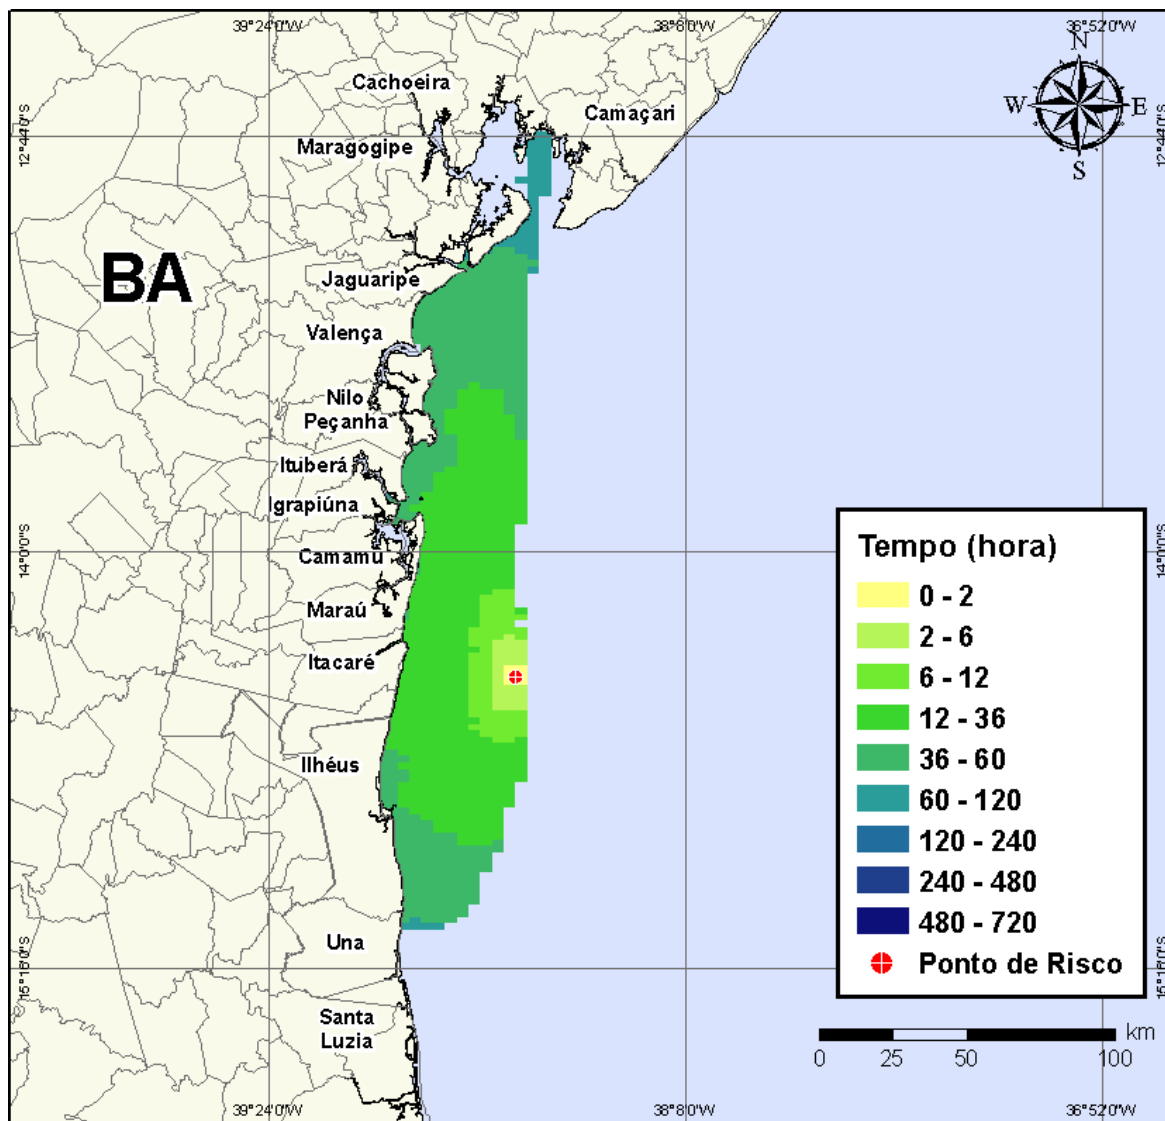 39°24'0"W
38°8'0"W
36°52'0"W
N
W
E
S
Cachoeira
Camaçari
12°44'0"S
12°44'0"S
Maragogipe
BA
Jaguaripe
Valença
Nilo
Peçanha
Ituberá
Igrapiúna
14°0'0"S
14°0'0"S
Camamú
Maraú
Itacaré
Ilhéus
Una
15°16'0"S
15°16'0"S
Santa
Luzia
Tempo (hora)
0 - 2
2 - 6
6 - 12
12 - 36
36 - 60
60 - 120
120 - 240
240 - 480
480 - 720
Ponto de Risco
km
0
25
50
100
39°24'0"W
38°8'0"W
36°52'0"W